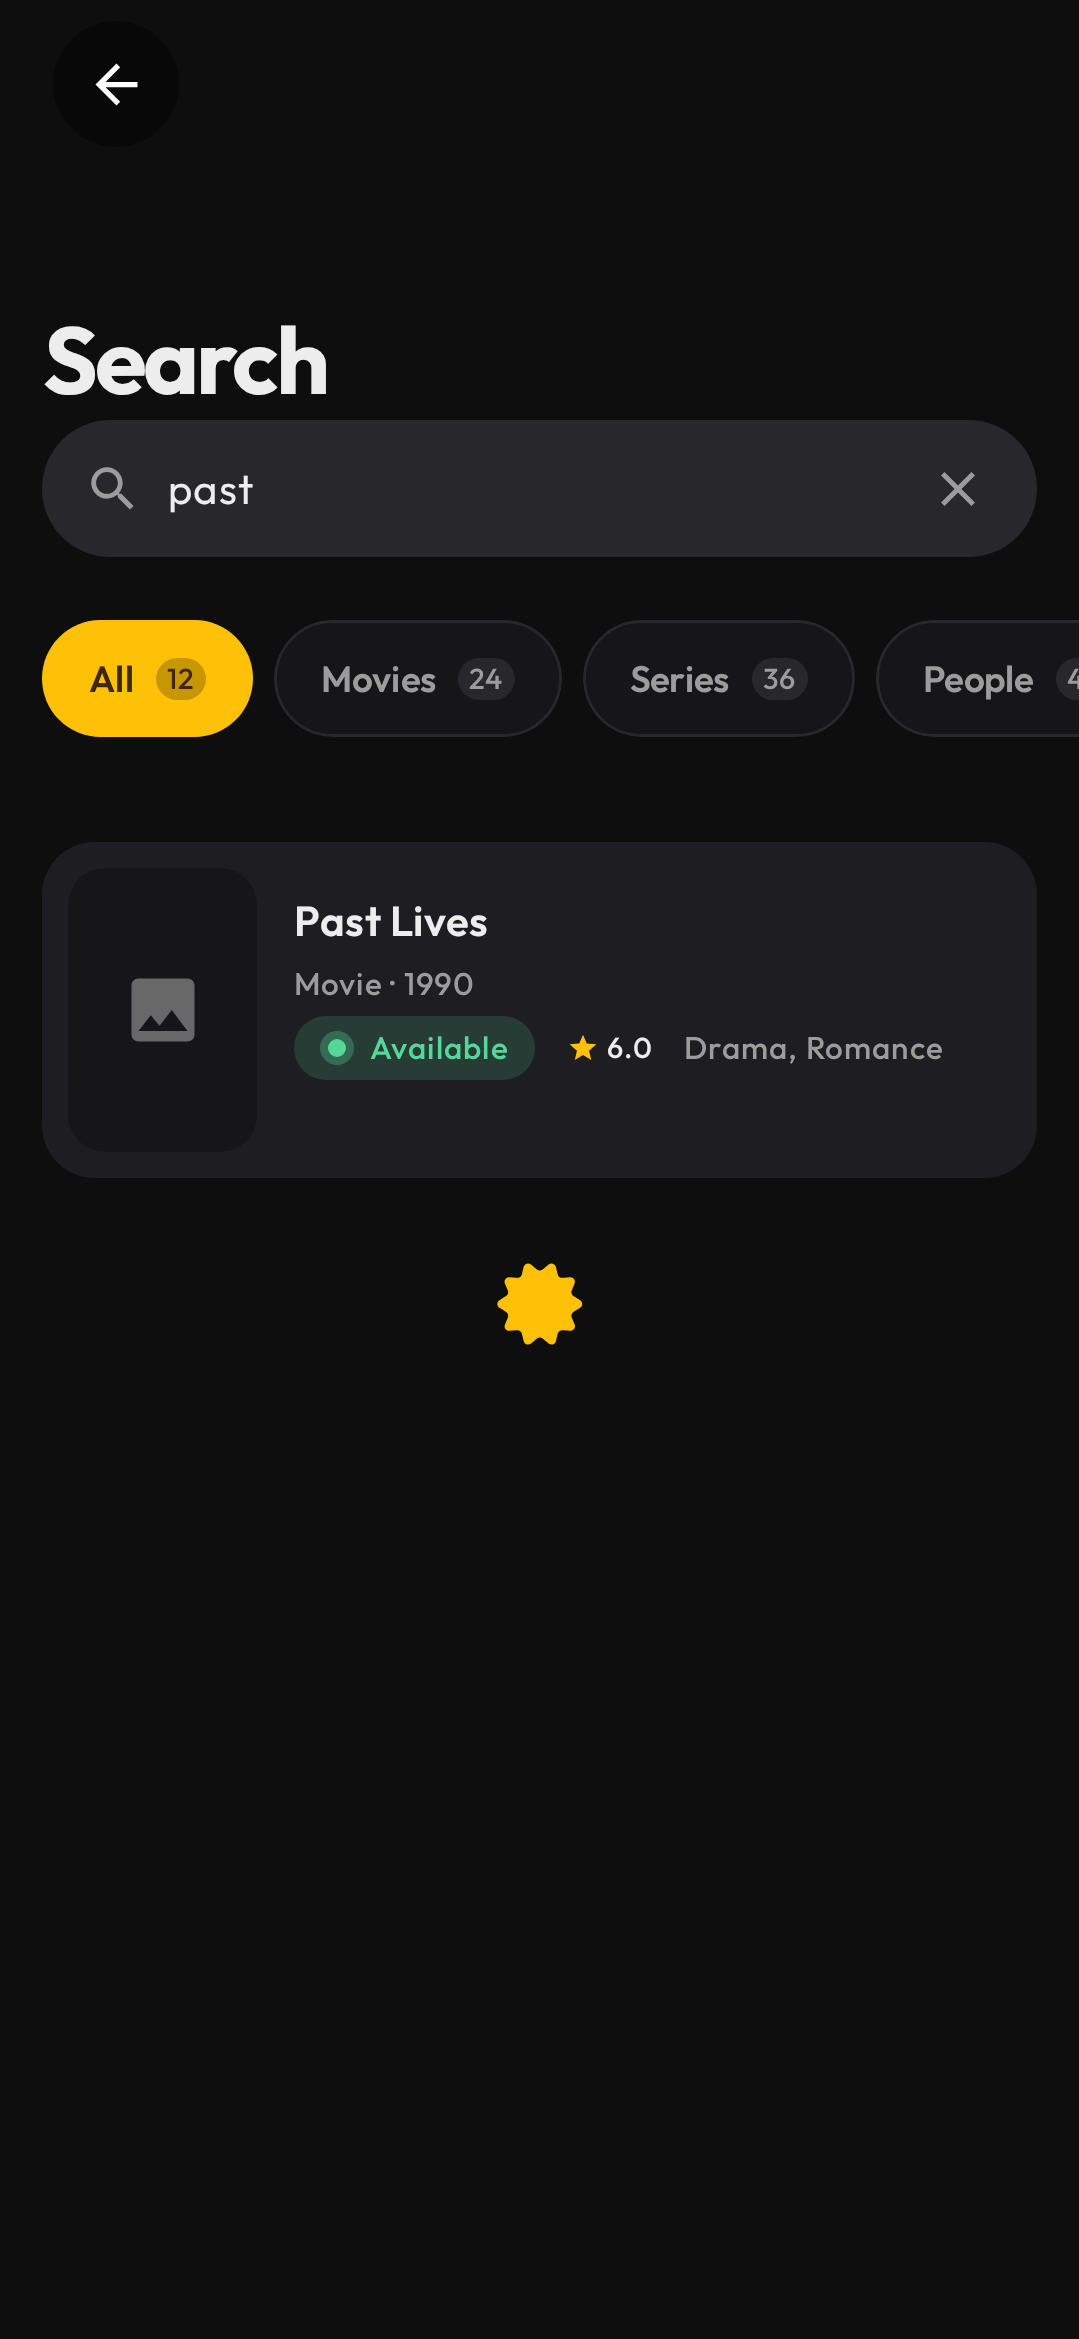 Search
past
All 12 Movies 24 Series 36 People
Past Lives
Movie · 1990
Available 6.0 Drama, Romance